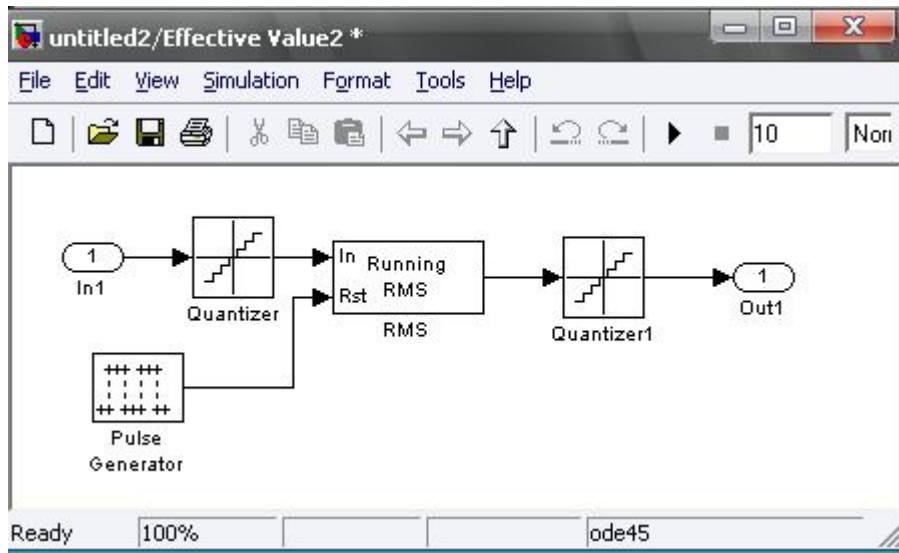 untitled2/Effective Value2 *
File Edit View Simulation Format Tools Help
10 Nori
1
In1
Quantizer
In Running
Rst RMS
RMS
Quantizer1
1
Out1
Pulse
Generator
Ready 100% ode45